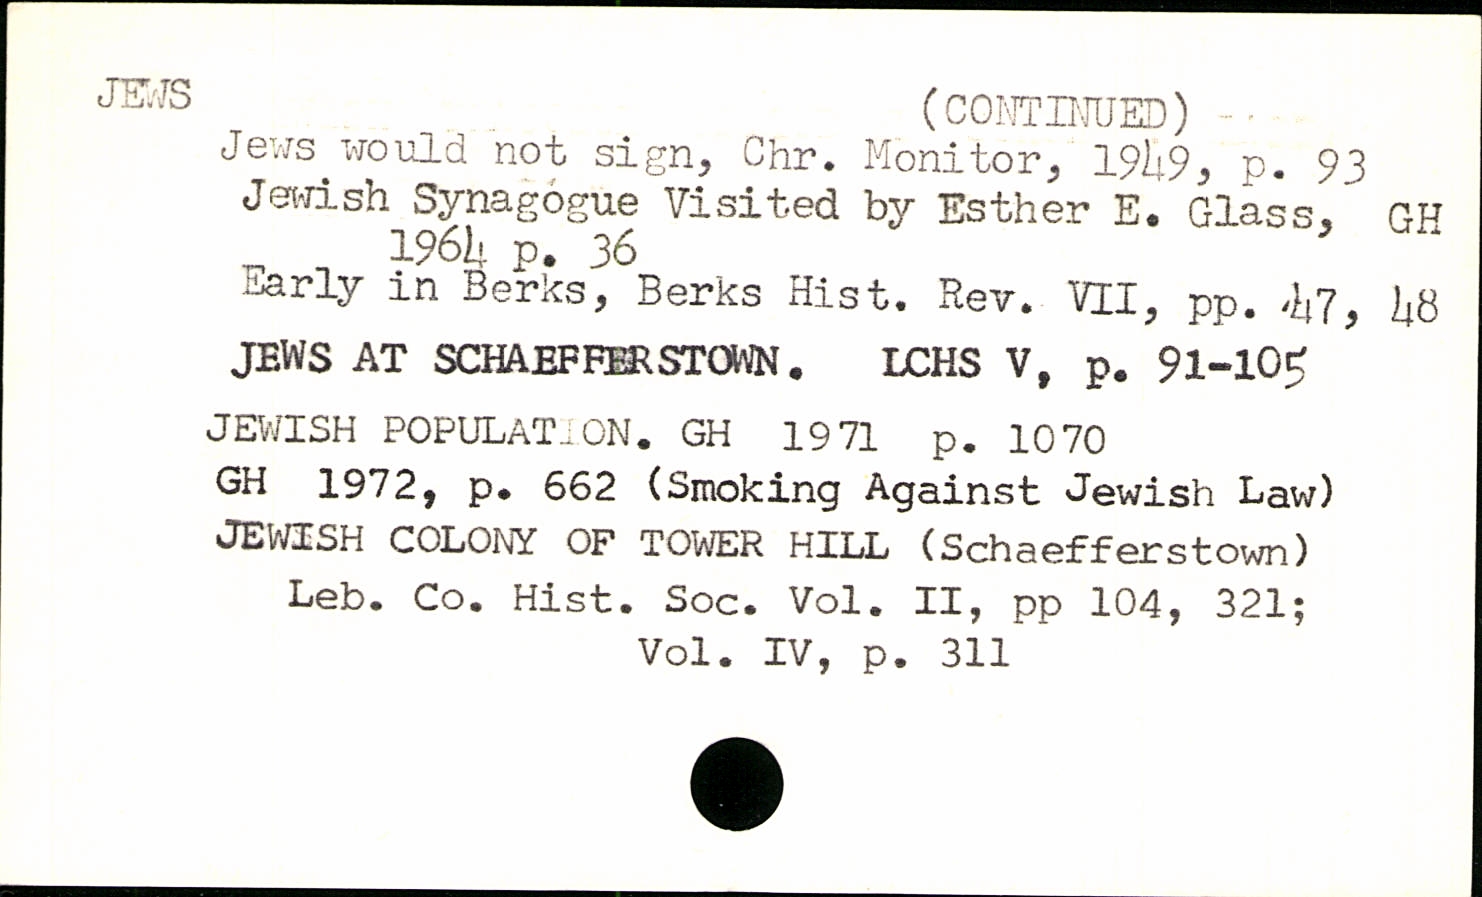 JEWS
(CONTINUED)
Jews would not sign, Chr. Monitor, 1949, p. 93
Jewish Synagogue Visited by Esther E. Glass, GH
1964 p. 36
Early in Berks, Berks Hist. Rev. VII, pp. 47, 48
JEWS AT SCHAEFFERSTOWN. LCHS V, p. 91-105
JEWISH POPULATION. GH 1971 p. 1070
GH 1972, p. 662 (Smoking Against Jewish Law)
JEWISH COLONY OF TOWER HILL (Schaefferstown)
Leb. Co. Hist. Soc. Vol. II, pp 104, 321;
Vol. IV, p. 311